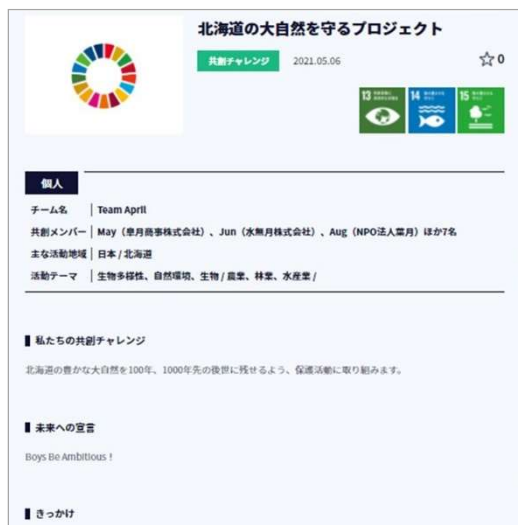 北海道の大自然を守るプロジェクト
共創チャレンジ 2021.05.06 ☆0
13 14 15
個人
チーム名 Team April
共創メンバー May（皐月商事株式会社）、Jun（水無月株式会社）、Aug（NPO法人葉月）ほか7名
主な活動地域 日本 / 北海道
活動テーマ 生物多様性、自然環境、生物 / 農業、林業、水産業 /
私たちの共創チャレンジ
北海道の豊かな大自然を100年、1000年先の後世に残せるよう、保護活動に取り組みます。
未来への宣言
Boys Be Ambitious !
きっかけ